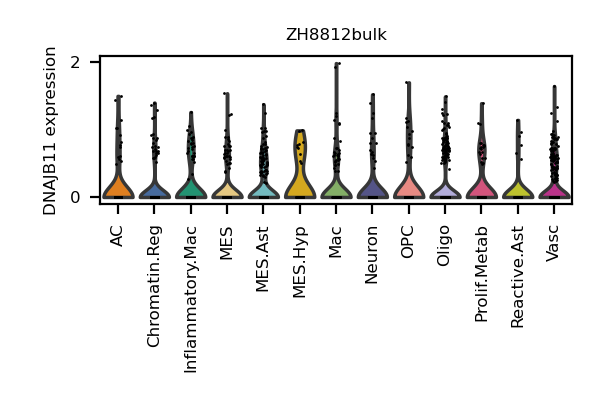 ZH8812bulk
DNAJB11 expression
2
0
AC
Chromatin.Reg
Inflammatory.Mac
MES
MES.Ast
MES.Hyp
Mac
Neuron
OPC
Oligo
Prolif.Metab
Reactive.Ast
Vasc